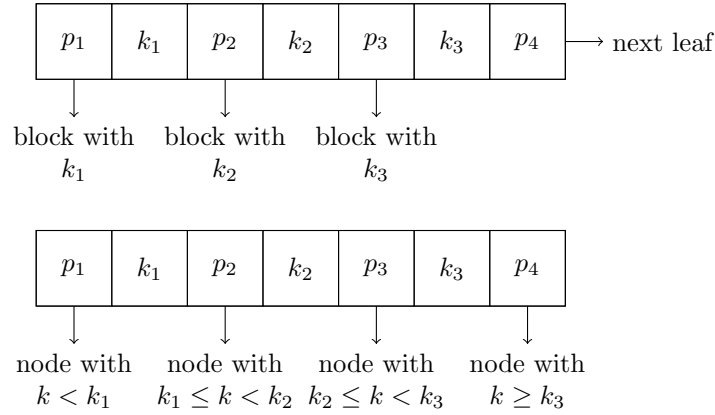 p₁ k₁ p₂ k₂ p₃ k₃ p₄ next leaf
block with block with block with
k₁ k₂ k₃
p₁ k₁ p₂ k₂ p₃ k₃ p₄
node with node with node with node with
k < k₁ k₁ ≤ k < k₂ k₂ ≤ k < k₃ k ≥ k₃